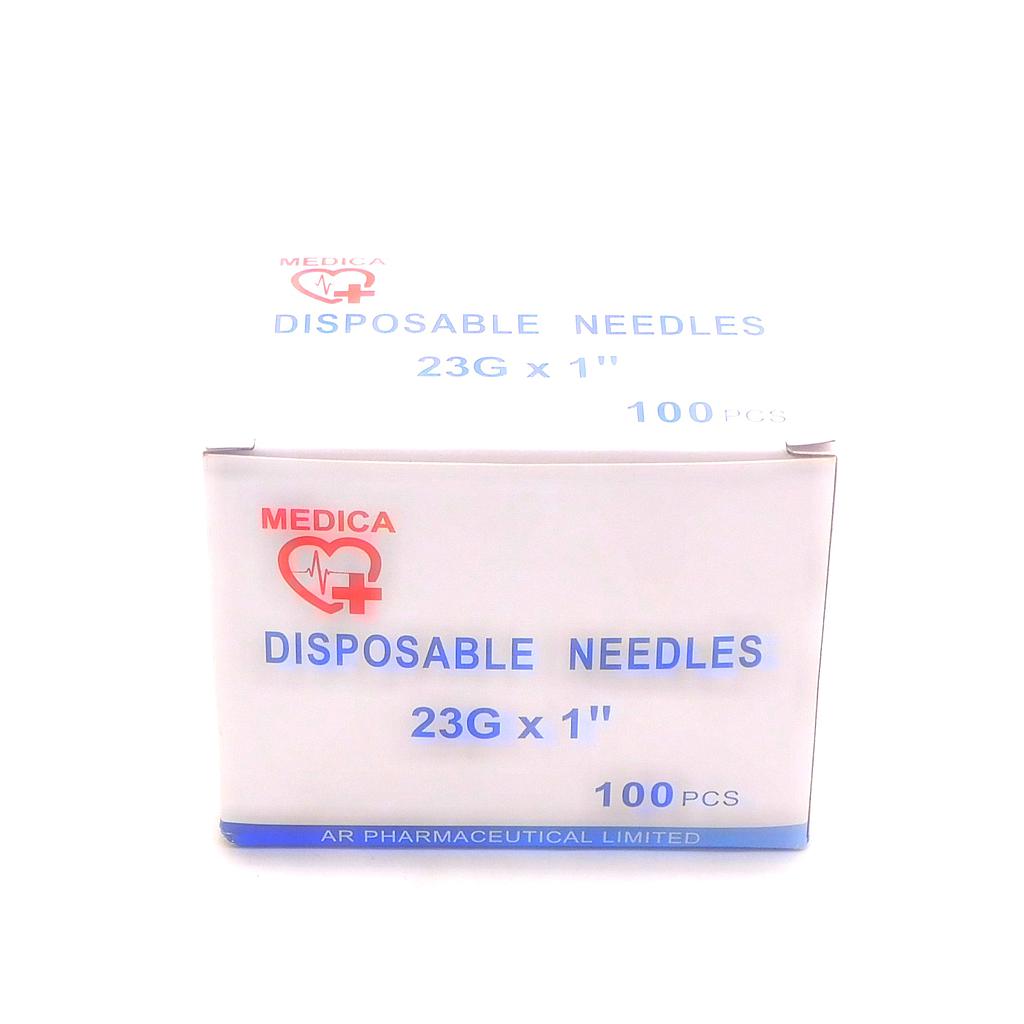 MEDICA
DISPOSABLE NEEDLES
23G x 1"
100 PCS
MEDICA
DISPOSABLE NEEDLES
23G x 1"
100 PCS
AR PHARMACEUTICAL LIMITED